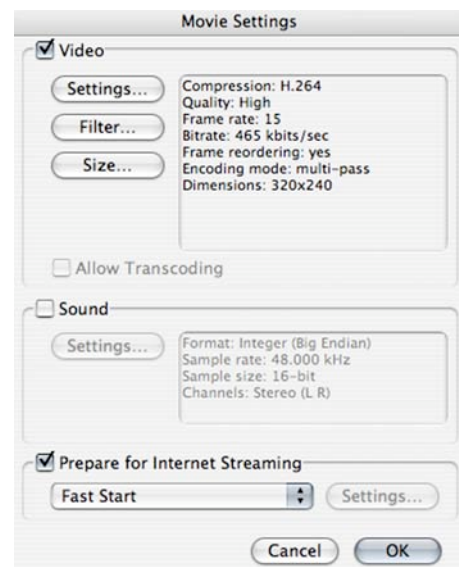 Movie Settings
Video
Settings...
Filter...
Size...
Compression: H.264
Quality: High
Frame rate: 15
Bitrate: 465 kbits/sec
Frame reordering: yes
Encoding mode: multi-pass
Dimensions: 320x240
Allow Transcoding
Sound
Settings...
Format: Integer (Big Endian)
Sample rate: 48.000 kHz
Sample size: 16-bit
Channels: Stereo (L R)
Prepare for Internet Streaming
Fast Start
Settings...
Cancel
OK